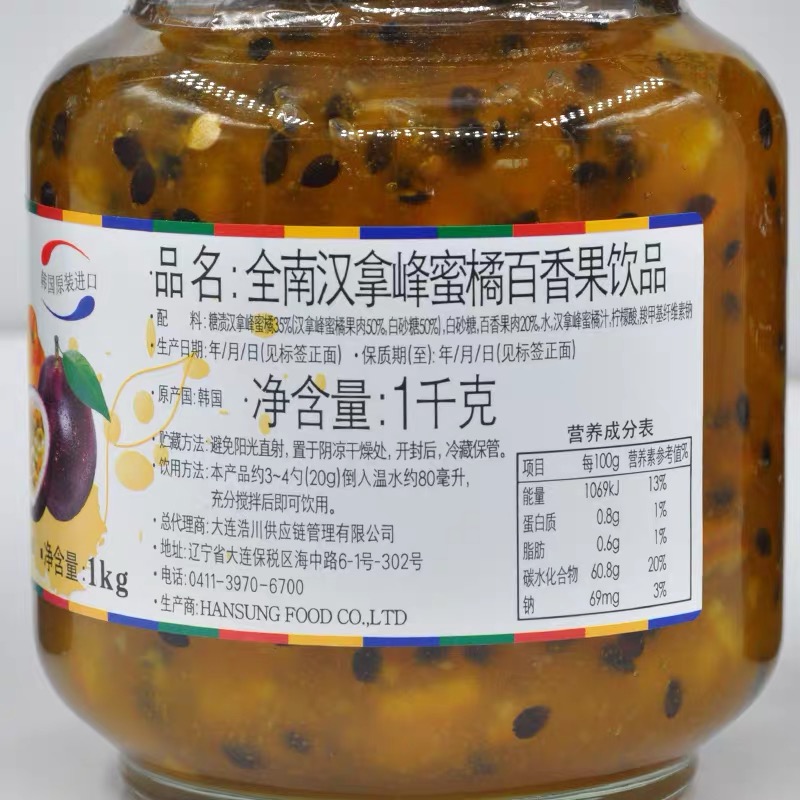 韩国原装进口
·品名:全南汉拿峰蜜橘百香果饮品
·配 料:糖渍汉拿峰蜜橘35%(汉拿峰蜜橘果肉50%,白砂糖50%),白砂糖,百香果肉20%,水,汉拿峰蜜橘汁,柠檬酸,羧甲基纤维素钠
·生产日期:年/月/日(见标签正面) ·保质期(至):年/月/日(见标签正面)
·原产国:韩国 ·净含量:1千克
·贮藏方法:避免阳光直射,置于阴凉干燥处,开封后,冷藏保管。
·饮用方法:本产品约3~4勺(20g)倒入温水约80毫升,
充分搅拌后即可饮用。
·总代理商:大连浩川供应链管理有限公司
·地址:辽宁省大连保税区海中路6-1号-302号
·电话:0411-3970-6700
·生产商:HANSUNG FOOD CO.,LTD
·净含量:1kg
营养成分表
项目 每100g 营养素参考值%
能量 1069kJ 13%
蛋白质 0.8g 1%
脂肪 0.6g 1%
碳水化合物 60.8g 20%
钠 69mg 3%